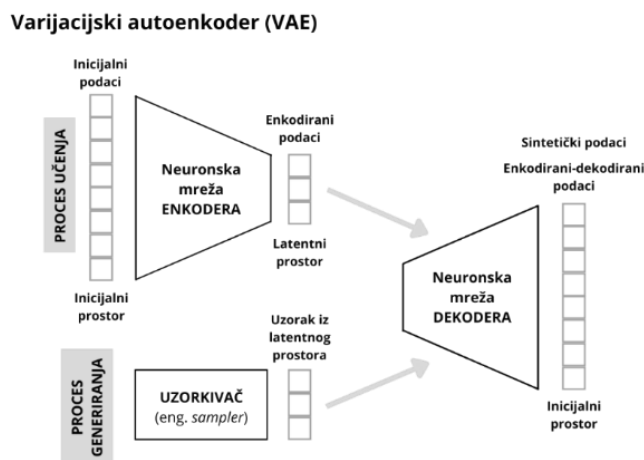 Varijacijski autoenkoder (VAE)
Inicijalni
podaci
PROCES UČENJA
Neuronska
mreža
ENKODERA
Enkodirani
podaci
Latentni
prostor
Inicijalni
prostor
Sintetički podaci
Enkodirani-dekodirani
podaci
Neuronska
mreža
DEKODERA
Inicijalni
prostor
PROCES
GENERIRANJA
UZORKIVAČ
(eng. sampler)
Uzorak iz
latentnog
prostora